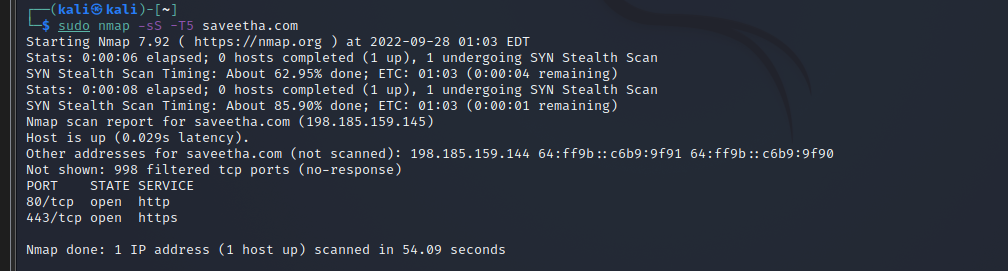 ┌──(kali㉿kali)-[~]
└─$ sudo nmap -sS -T5 saveetha.com
Starting Nmap 7.92 ( https://nmap.org ) at 2022-09-28 01:03 EDT
Stats: 0:00:06 elapsed; 0 hosts completed (1 up), 1 undergoing SYN Stealth Scan
SYN Stealth Scan Timing: About 62.95% done; ETC: 01:03 (0:00:04 remaining)
Stats: 0:00:08 elapsed; 0 hosts completed (1 up), 1 undergoing SYN Stealth Scan
SYN Stealth Scan Timing: About 85.90% done; ETC: 01:03 (0:00:01 remaining)
Nmap scan report for saveetha.com (198.185.159.145)
Host is up (0.029s latency).
Other addresses for saveetha.com (not scanned): 198.185.159.144 64:ff9b::c6b9:9f91 64:ff9b::c6b9:9f90
Not shown: 998 filtered tcp ports (no-response)
PORT    STATE SERVICE
80/tcp  open  http
443/tcp open  https
Nmap done: 1 IP address (1 host up) scanned in 54.09 seconds